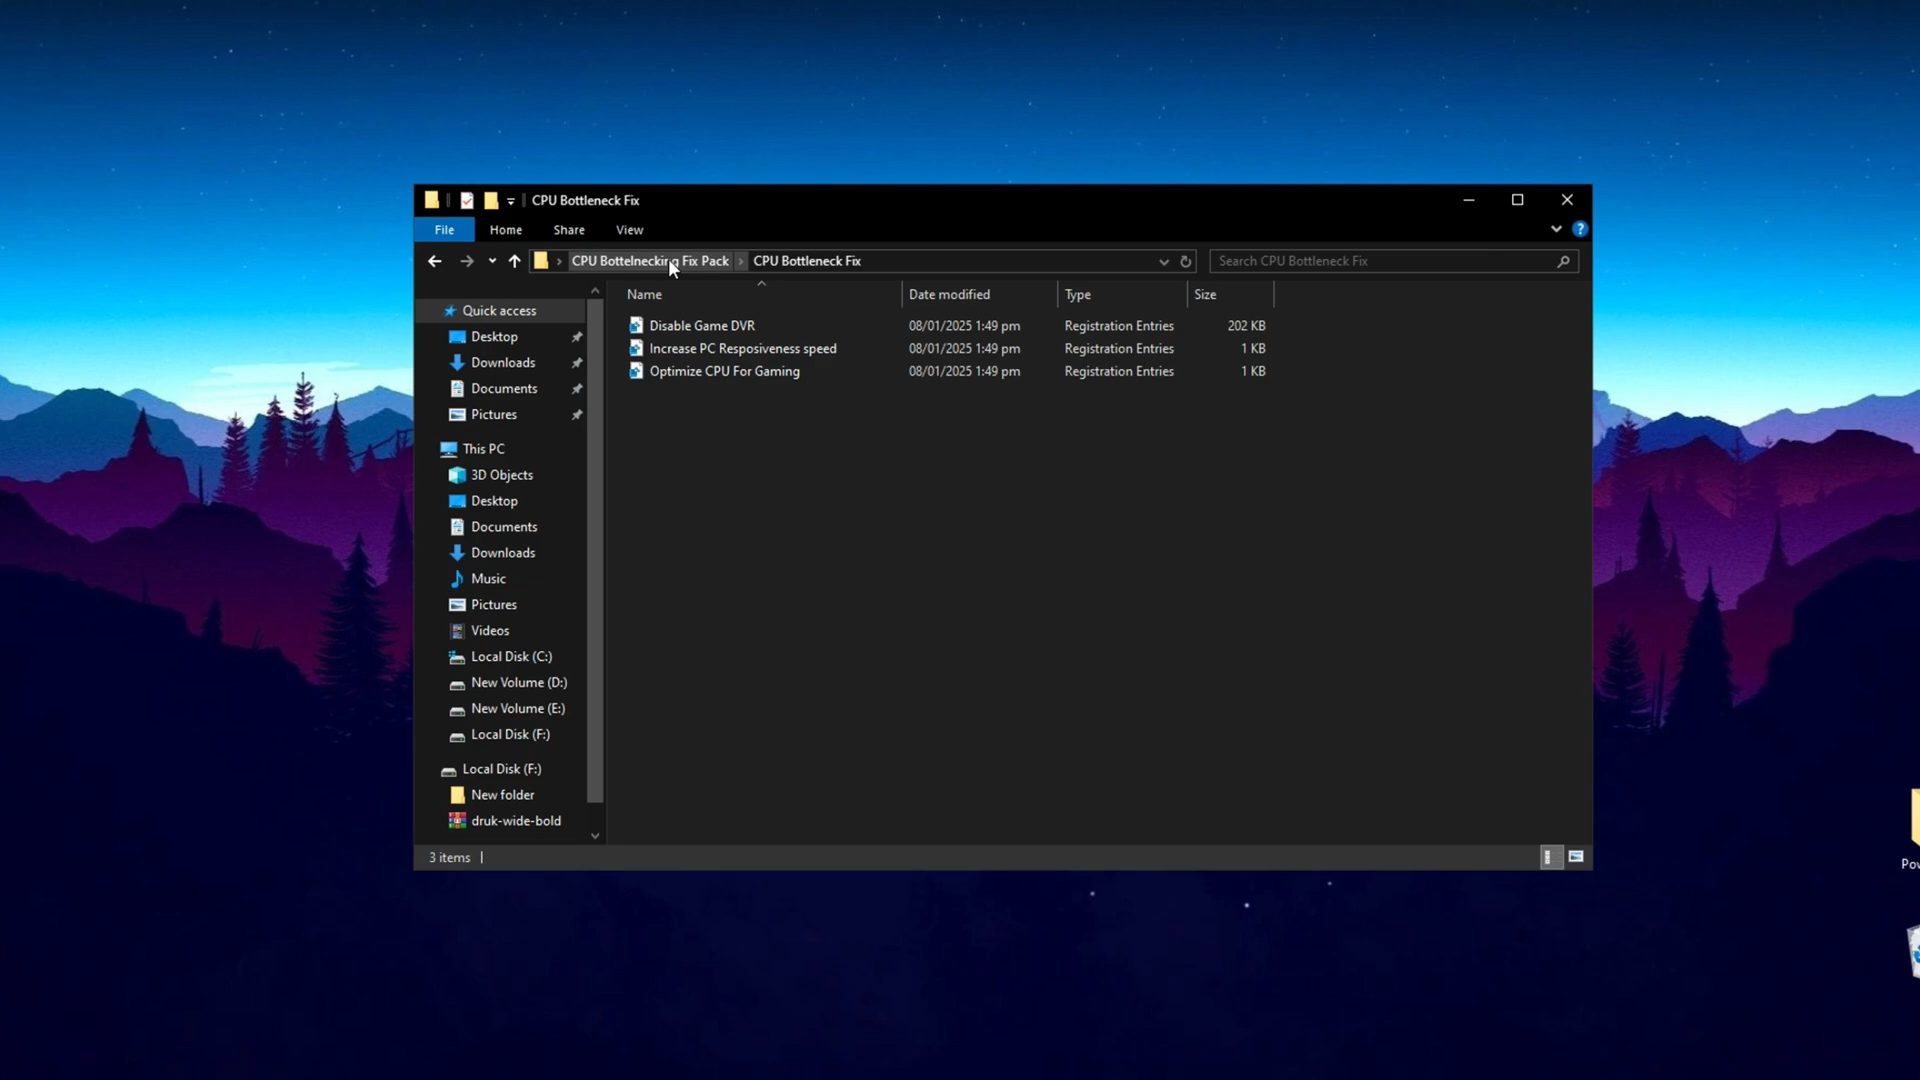 CPU Bottleneck Fix
File Home Share View
CPU Bottelnecking Fix Pack CPU Bottleneck Fix Search CPU Bottleneck Fix
Name Date modified Type Size
Disable Game DVR 08/01/2025 1:49 pm Registration Entries 202 KB
Increase PC Resposiveness speed 08/01/2025 1:49 pm Registration Entries 1 KB
Optimize CPU For Gaming 08/01/2025 1:49 pm Registration Entries 1 KB
Quick access
Desktop
Downloads
Documents
Pictures
This PC
3D Objects
Desktop
Documents
Downloads
Music
Pictures
Videos
Local Disk (C:)
New Volume (D:)
New Volume (E:)
Local Disk (F:)
Local Disk (F:)
New folder
druk-wide-bold
3 items